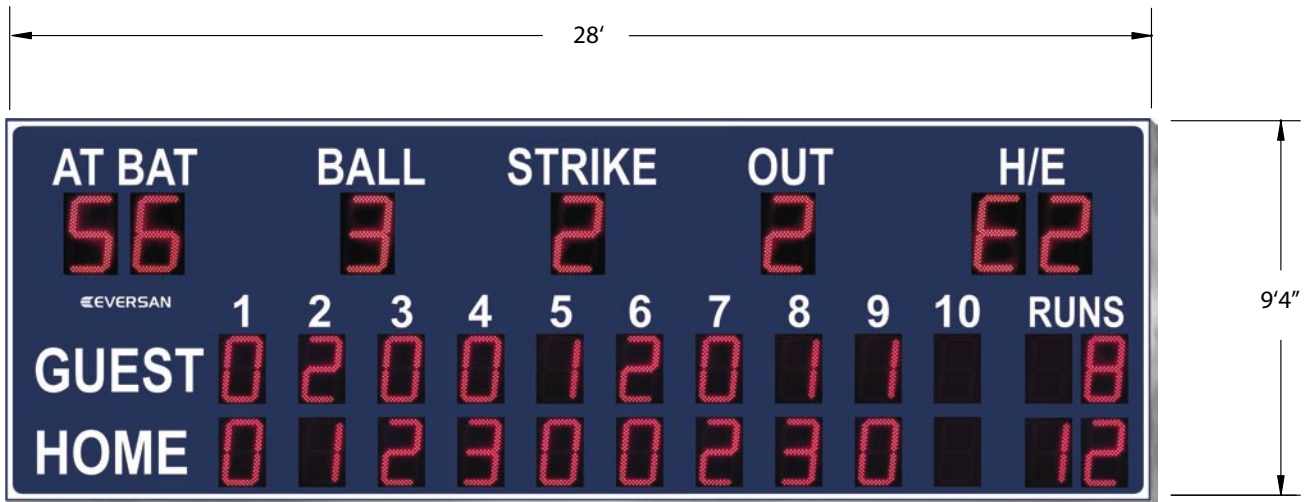 28‘
AT BAT BALL STRIKE OUT H/E
56 3 2 2 E2
9‘4”
EVERSAN 1 2 3 4 5 6 7 8 9 10 RUNS
GUEST 0 2 0 0 1 2 0 1 1 8
HOME 0 1 2 3 0 0 2 3 0 12